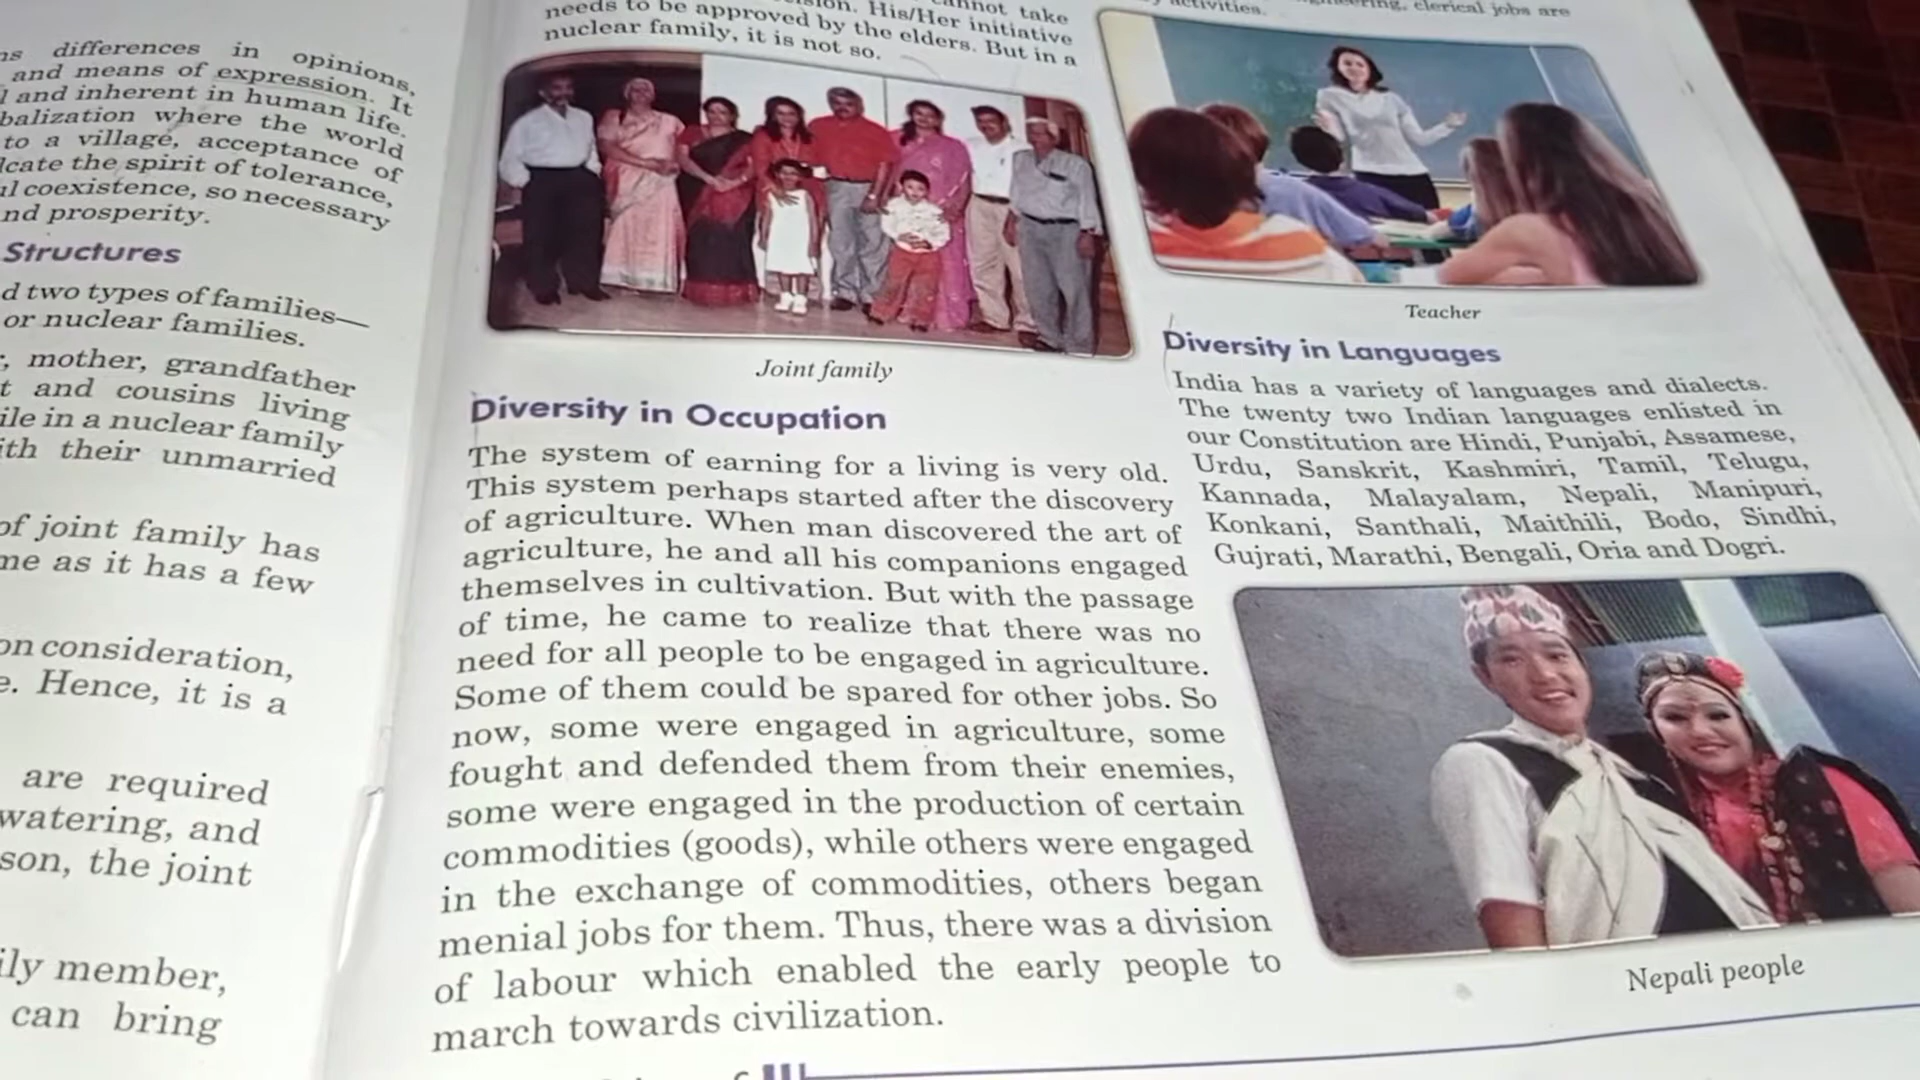 differences in opinions,
and means of expression. It
and inherent in human life.
where the world
to a village, acceptance of
the spirit of tolerance,
coexistence, so necessary
prosperity.
Structures
two types of families—
or nuclear families.
mother, grandfather
and cousins living
in a nuclear family
their unmarried
of joint family has
as it has a few
consideration,
Hence, it is a
are required
watering, and
the joint
member,
can bring
take
needs to be approved by the elders. But in a
His/Her initiative
nuclear family, it is not so.
Joint family
Diversity in Occupation
The system of earning for a living is very old.
This system perhaps started after the discovery
of agriculture. When man discovered the art of
agriculture, he and all his companions engaged
themselves in cultivation. But with the passage
of time, he came to realize that there was no
need for all people to be engaged in agriculture.
Some of them could be spared for other jobs. So
now, some were engaged in agriculture, some
fought and defended them from their enemies,
some were engaged in the production of certain
commodities (goods), while others were engaged
in the exchange of commodities, others began
menial jobs for them. Thus, there was a division
of labour which enabled the early people to
march towards civilization.
activities.
clerical jobs are
Teacher
Diversity in Languages
India has a variety of languages and dialects.
The twenty two Indian languages enlisted in
our Constitution are Hindi, Punjabi, Assamese,
Urdu, Sanskrit, Kashmiri, Tamil, Telugu,
Kannada, Malayalam, Nepali, Manipuri,
Konkani, Santhali, Maithili, Bodo, Sindhi,
Gujrati, Marathi, Bengali, Oria and Dogri.
Nepali people